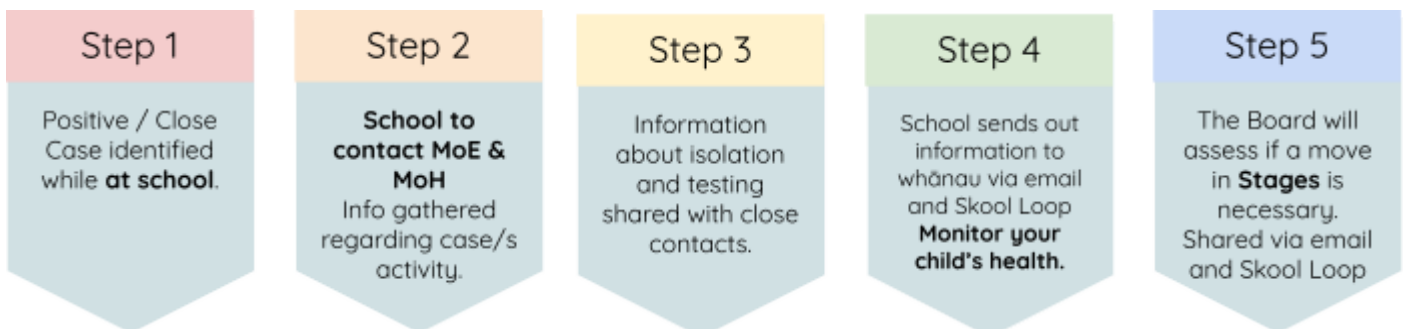 Step 1
Positive / Close
Case identified
while at school.
Step 2
School to
contact MoE &
MoH
Info gathered
regarding case/s
activity.
Step 3
Information
about isolation
and testing
shared with close
contacts.
Step 4
School sends out
information to
whānau via email
and Skool Loop
Monitor your
child's health.
Step 5
The Board will
assess if a move
in Stages is
necessary.
Shared via email
and Skool Loop